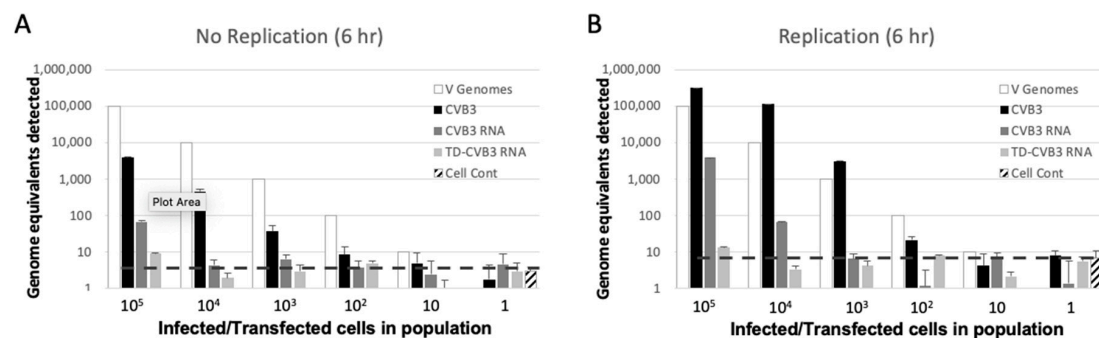 A
No Replication (6 hr)
Genome equivalents detected
1,000,000
100,000
10,000
1,000
100
10
1
V Genomes
CVB3
CVB3 RNA
TD-CVB3 RNA
Cell Cont
Plot Area
10⁵ 10⁴ 10³ 10² 10 1
Infected/Transfected cells in population
B
Replication (6 hr)
Genome equivalents detected
1,000,000
100,000
10,000
1,000
100
10
1
V Genomes
CVB3
CVB3 RNA
TD-CVB3 RNA
Cell Cont
10⁵ 10⁴ 10³ 10² 10 1
Infected/Transfected cells in population